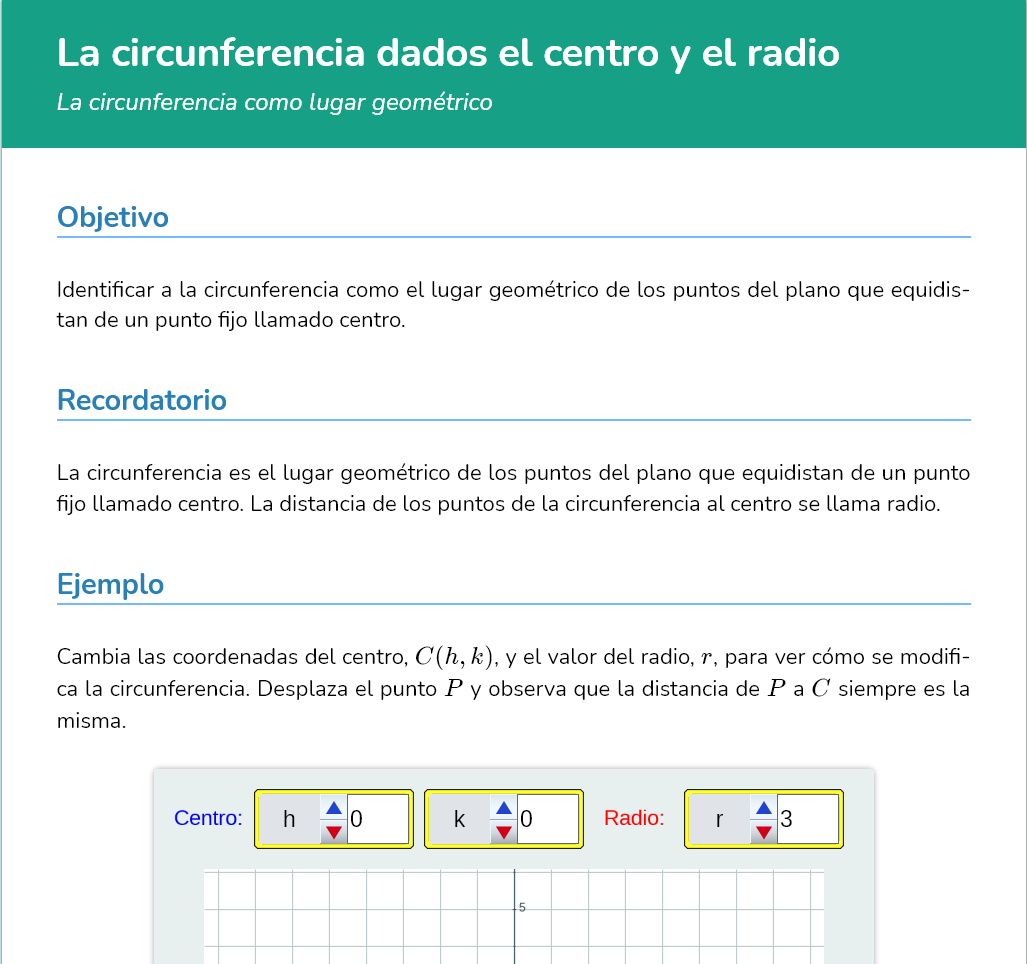 La circunferencia dados el centro y el radio
La circunferencia como lugar geométrico
Objetivo
Identificar a la circunferencia como el lugar geométrico de los puntos del plano que equidis-
tan de un punto fijo llamado centro.
Recordatorio
La circunferencia es el lugar geométrico de los puntos del plano que equidistan de un punto
fijo llamado centro. La distancia de los puntos de la circunferencia al centro se llama radio.
Ejemplo
Cambia las coordenadas del centro, C(h, k), y el valor del radio, r, para ver cómo se modifi-
ca la circunferencia. Desplaza el punto P y observa que la distancia de P a C siempre es la
misma.
Centro: h 0 k 0 Radio: r 3
5